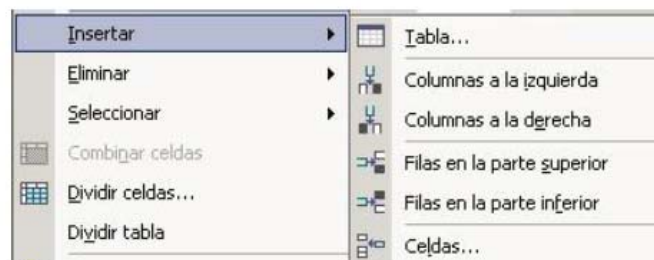 Insertar
Eliminar
Seleccionar
Combinar celdas
Dividir celdas...
Dividir tabla
Tabla...
Columnas a la izquierda
Columnas a la derecha
Filas en la parte superior
Filas en la parte inferior
Celdas...